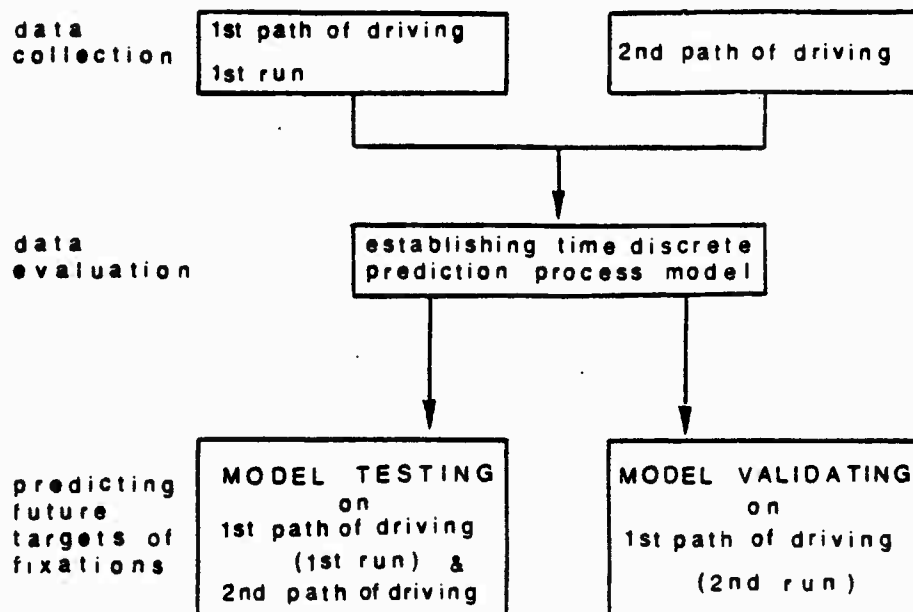 data
collection
1st path of driving
1st run
2nd path of driving
data
evaluation
establishing time discrete
prediction process model
predicting
future
targets of
fixations
MODEL TESTING
on
1st path of driving
(1st run) &
2nd path of driving
MODEL VALIDATING
on
1st path of driving
(2nd run)